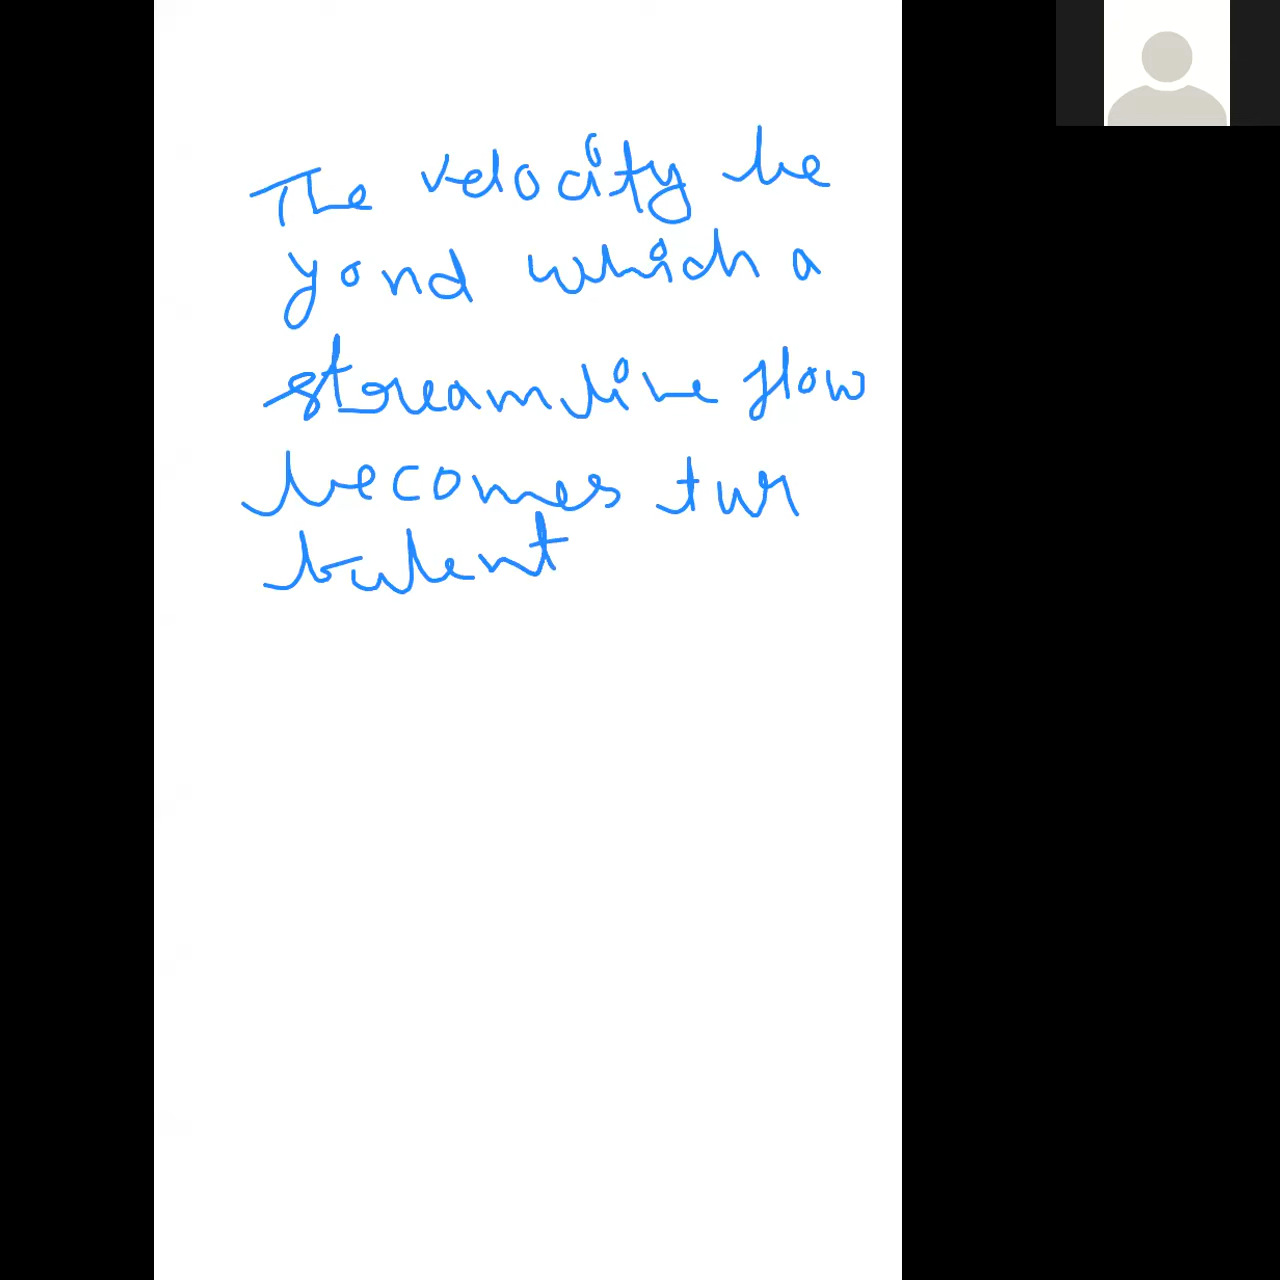 The velocity be
yond which a
streamline flow
becomes tur
bulent